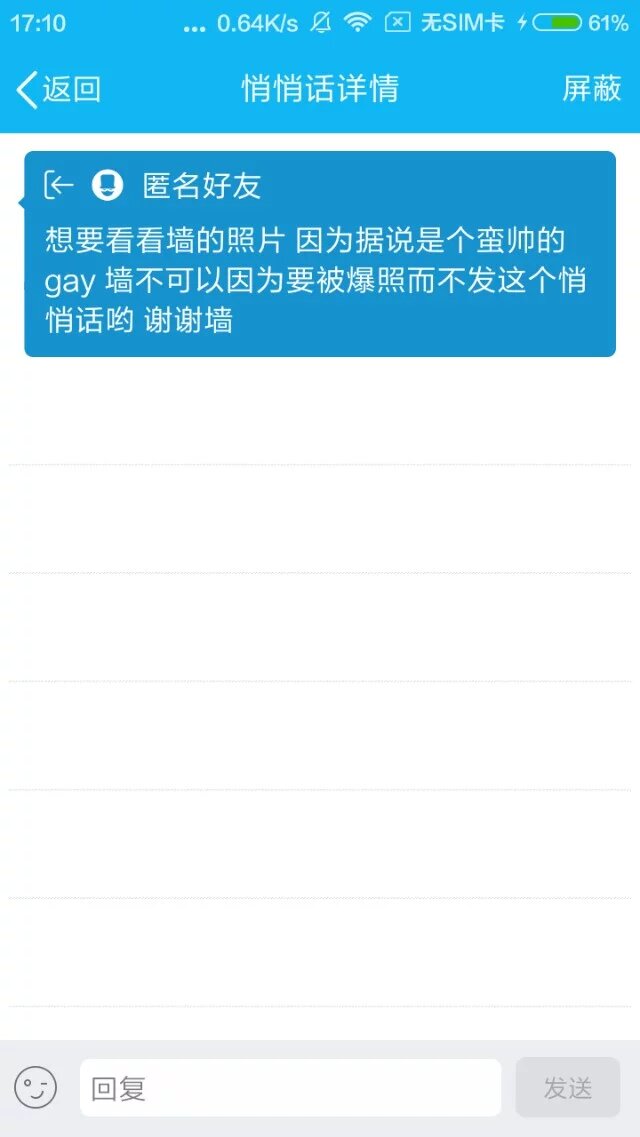 17:10 ... 0.64K/s 无SIM卡 61%
返回 悄悄话详情 屏蔽
匿名好友
想要看看墙的照片 因为据说是个蛮帅的
gay 墙不可以因为要被爆照而不发这个悄
悄话哟 谢谢墙
回复 发送